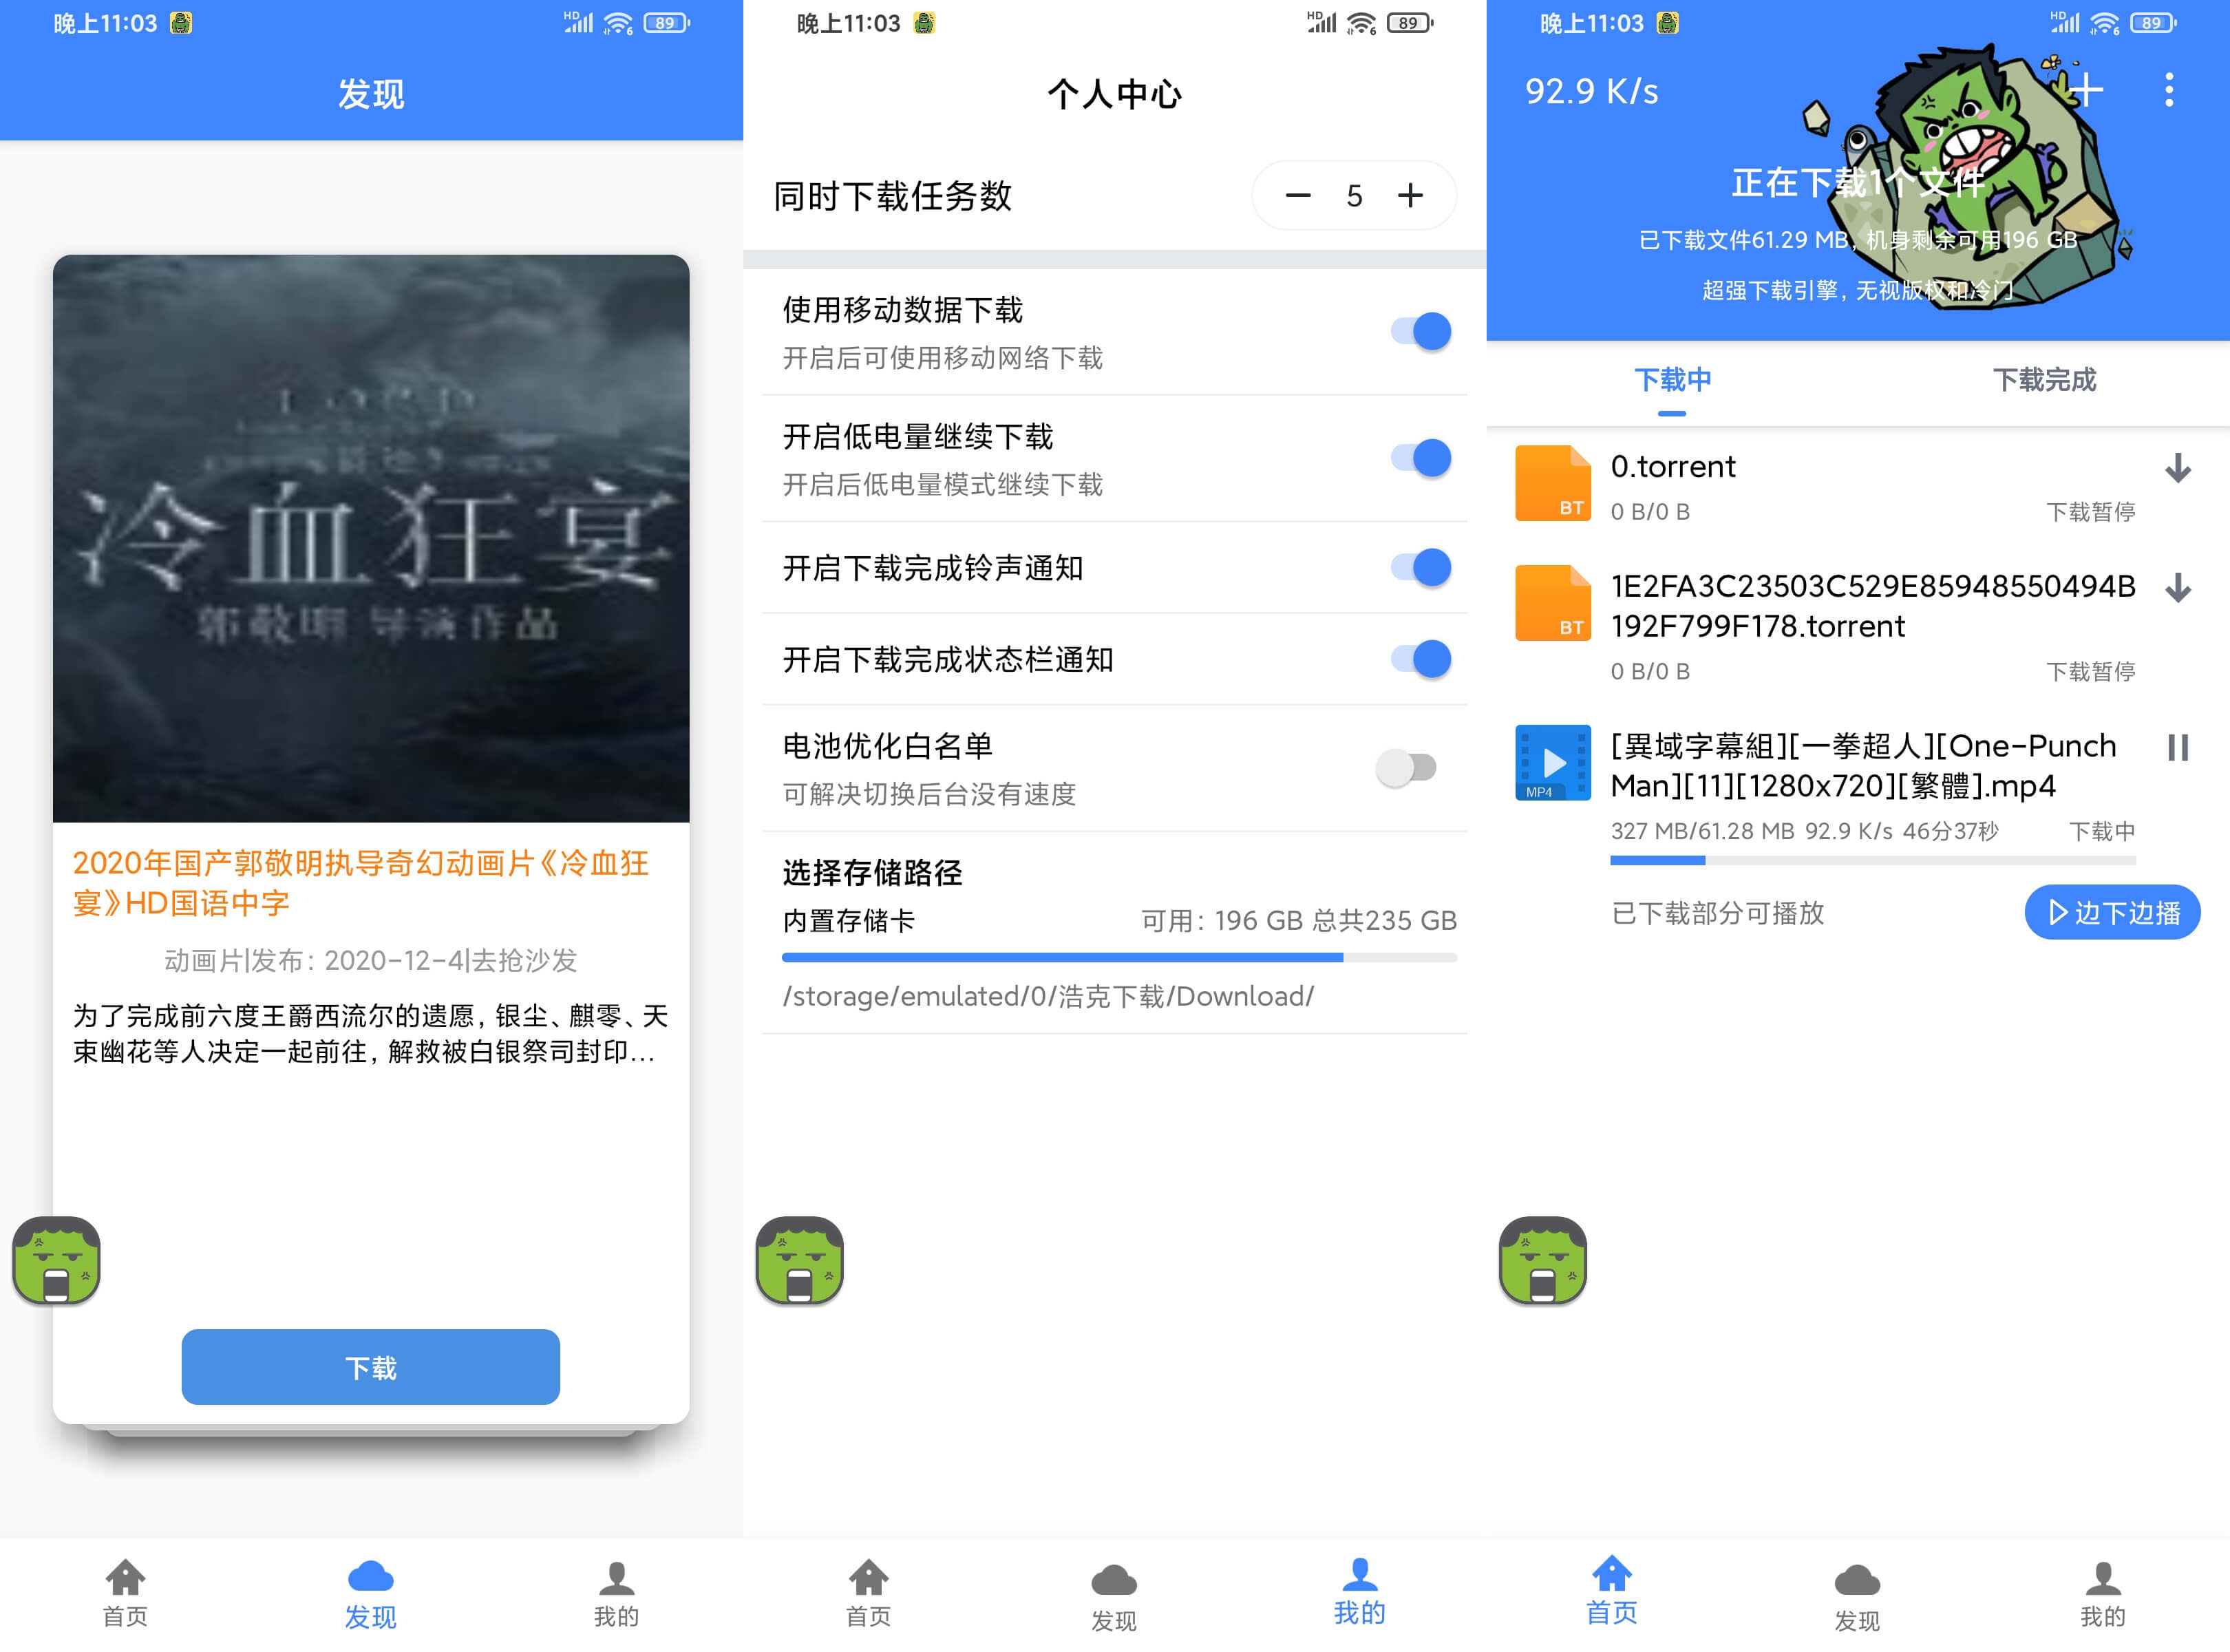 晚上11:03
HD
6
89
发现
冷血狂宴
郭敬明 导演作品
2020年国产郭敬明执导奇幻动画片《冷血狂
宴》HD国语中字
动画片|发布：2020-12-4|去抢沙发
为了完成前六度王爵西流尔的遗愿，银尘、麒零、天
束幽花等人决定一起前往，解救被白银祭司封印...
下载
首页
发现
我的
晚上11:03
HD
6
89
个人中心
同时下载任务数
− 5 +
使用移动数据下载
开启后可使用移动网络下载
开启低电量继续下载
开启后低电量模式继续下载
开启下载完成铃声通知
开启下载完成状态栏通知
电池优化白名单
可解决切换后台没有速度
选择存储路径
内置存储卡
可用：196 GB 总共235 GB
/storage/emulated/0/浩克下载/Download/
首页
发现
我的
晚上11:03
HD
6
89
92.9 K/s
正在下载1个文件
已下载文件61.29 MB, 机身剩余可用196 GB
超强下载引擎, 无视版权和冷门
下载中
下载完成
BT
0.torrent
0 B/0 B
下载暂停
BT
1E2FA3C23503C529E85948550494B
192F799F178.torrent
0 B/0 B
下载暂停
MP4
[異域字幕組][一拳超人][One-Punch
Man][11][1280x720][繁體].mp4
327 MB/61.28 MB 92.9 K/s 46分37秒
下载中
已下载部分可播放
边下边播
首页
发现
我的